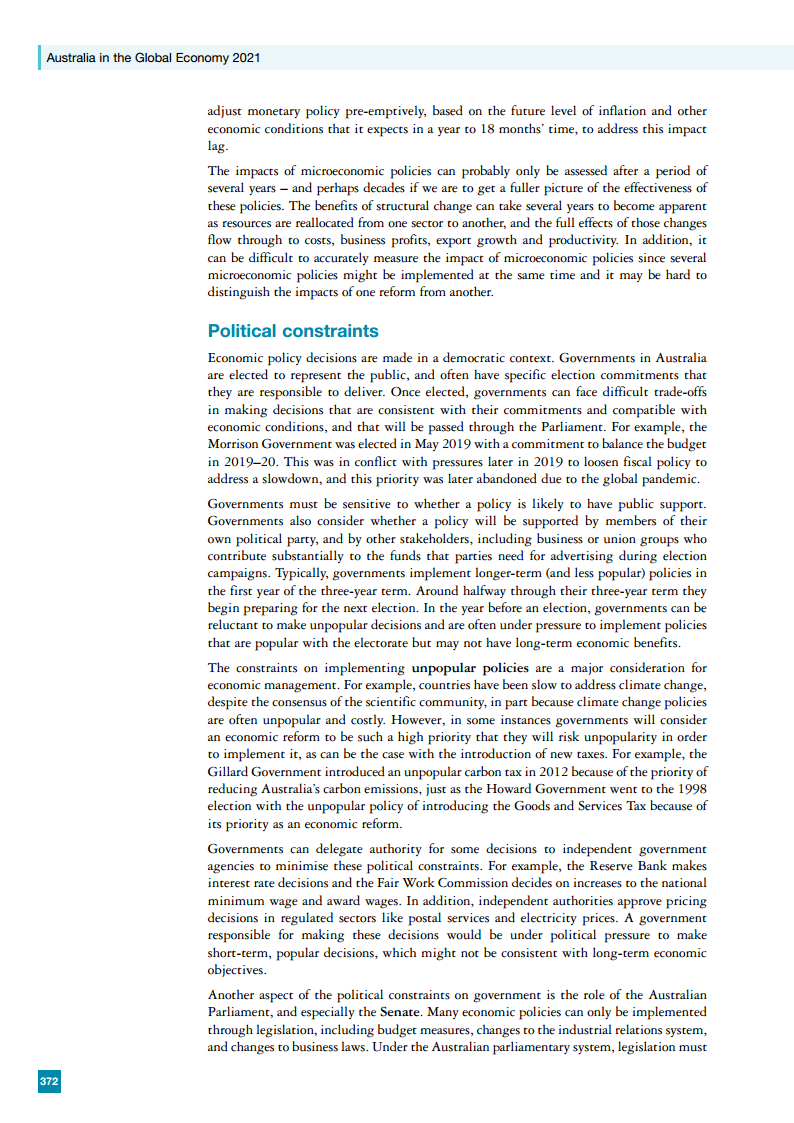 Australia in the Global Economy 2021
adjust monetary policy pre-emptively, based on the future level of inflation and other
economic conditions that it expects in a year to 18 months’ time, to address this impact
lag.
The impacts of microeconomic policies can probably only be assessed after a period of
several years – and perhaps decades if we are to get a fuller picture of the effectiveness of
these policies. The benefits of structural change can take several years to become apparent
as resources are reallocated from one sector to another, and the full effects of those changes
flow through to costs, business profits, export growth and productivity. In addition, it
can be difficult to accurately measure the impact of microeconomic policies since several
microeconomic policies might be implemented at the same time and it may be hard to
distinguish the impacts of one reform from another.
Political constraints
Economic policy decisions are made in a democratic context. Governments in Australia
are elected to represent the public, and often have specific election commitments that
they are responsible to deliver. Once elected, governments can face difficult trade-offs
in making decisions that are consistent with their commitments and compatible with
economic conditions, and that will be passed through the Parliament. For example, the
Morrison Government was elected in May 2019 with a commitment to balance the budget
in 2019–20. This was in conflict with pressures later in 2019 to loosen fiscal policy to
address a slowdown, and this priority was later abandoned due to the global pandemic.
Governments must be sensitive to whether a policy is likely to have public support.
Governments also consider whether a policy will be supported by members of their
own political party, and by other stakeholders, including business or union groups who
contribute substantially to the funds that parties need for advertising during election
campaigns. Typically, governments implement longer-term (and less popular) policies in
the first year of the three-year term. Around halfway through their three-year term they
begin preparing for the next election. In the year before an election, governments can be
reluctant to make unpopular decisions and are often under pressure to implement policies
that are popular with the electorate but may not have long-term economic benefits.
The constraints on implementing unpopular policies are a major consideration for
economic management. For example, countries have been slow to address climate change,
despite the consensus of the scientific community, in part because climate change policies
are often unpopular and costly. However, in some instances governments will consider
an economic reform to be such a high priority that they will risk unpopularity in order
to implement it, as can be the case with the introduction of new taxes. For example, the
Gillard Government introduced an unpopular carbon tax in 2012 because of the priority of
reducing Australia’s carbon emissions, just as the Howard Government went to the 1998
election with the unpopular policy of introducing the Goods and Services Tax because of
its priority as an economic reform.
Governments can delegate authority for some decisions to independent government
agencies to minimise these political constraints. For example, the Reserve Bank makes
interest rate decisions and the Fair Work Commission decides on increases to the national
minimum wage and award wages. In addition, independent authorities approve pricing
decisions in regulated sectors like postal services and electricity prices. A government
responsible for making these decisions would be under political pressure to make
short-term, popular decisions, which might not be consistent with long-term economic
objectives.
Another aspect of the political constraints on government is the role of the Australian
Parliament, and especially the Senate. Many economic policies can only be implemented
through legislation, including budget measures, changes to the industrial relations system,
and changes to business laws. Under the Australian parliamentary system, legislation must
372